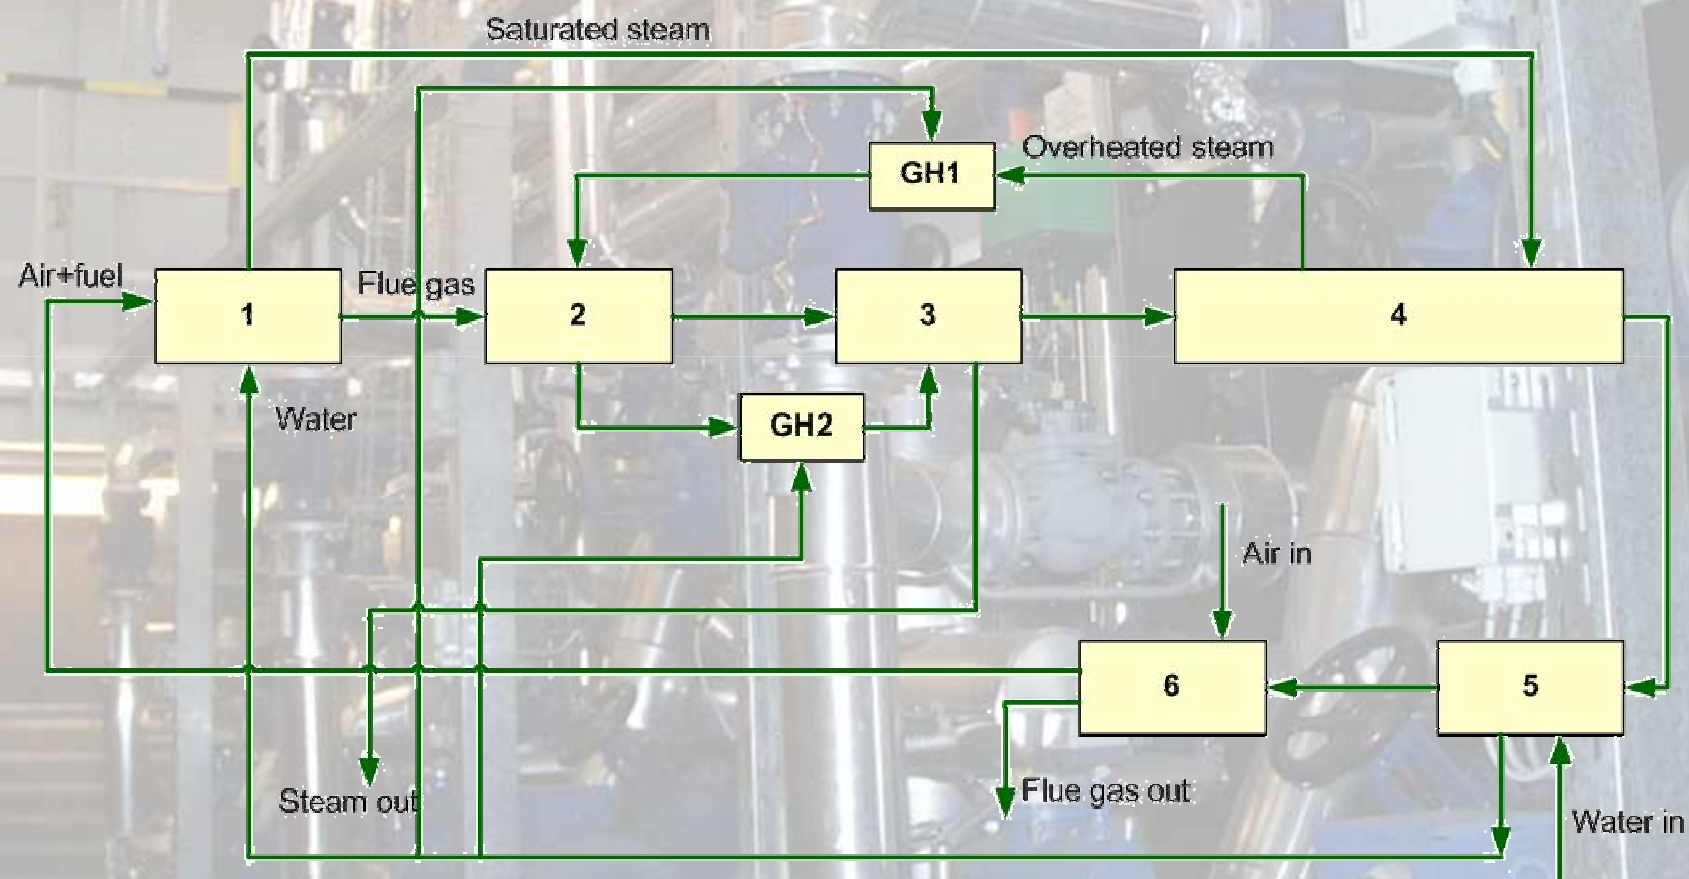 Saturated steam
GH1
Overheated steam
Air+fuel
Flue gas
1
2
3
4
Water
GH2
Air in
6
5
Steam out
Flue gas out
Water in